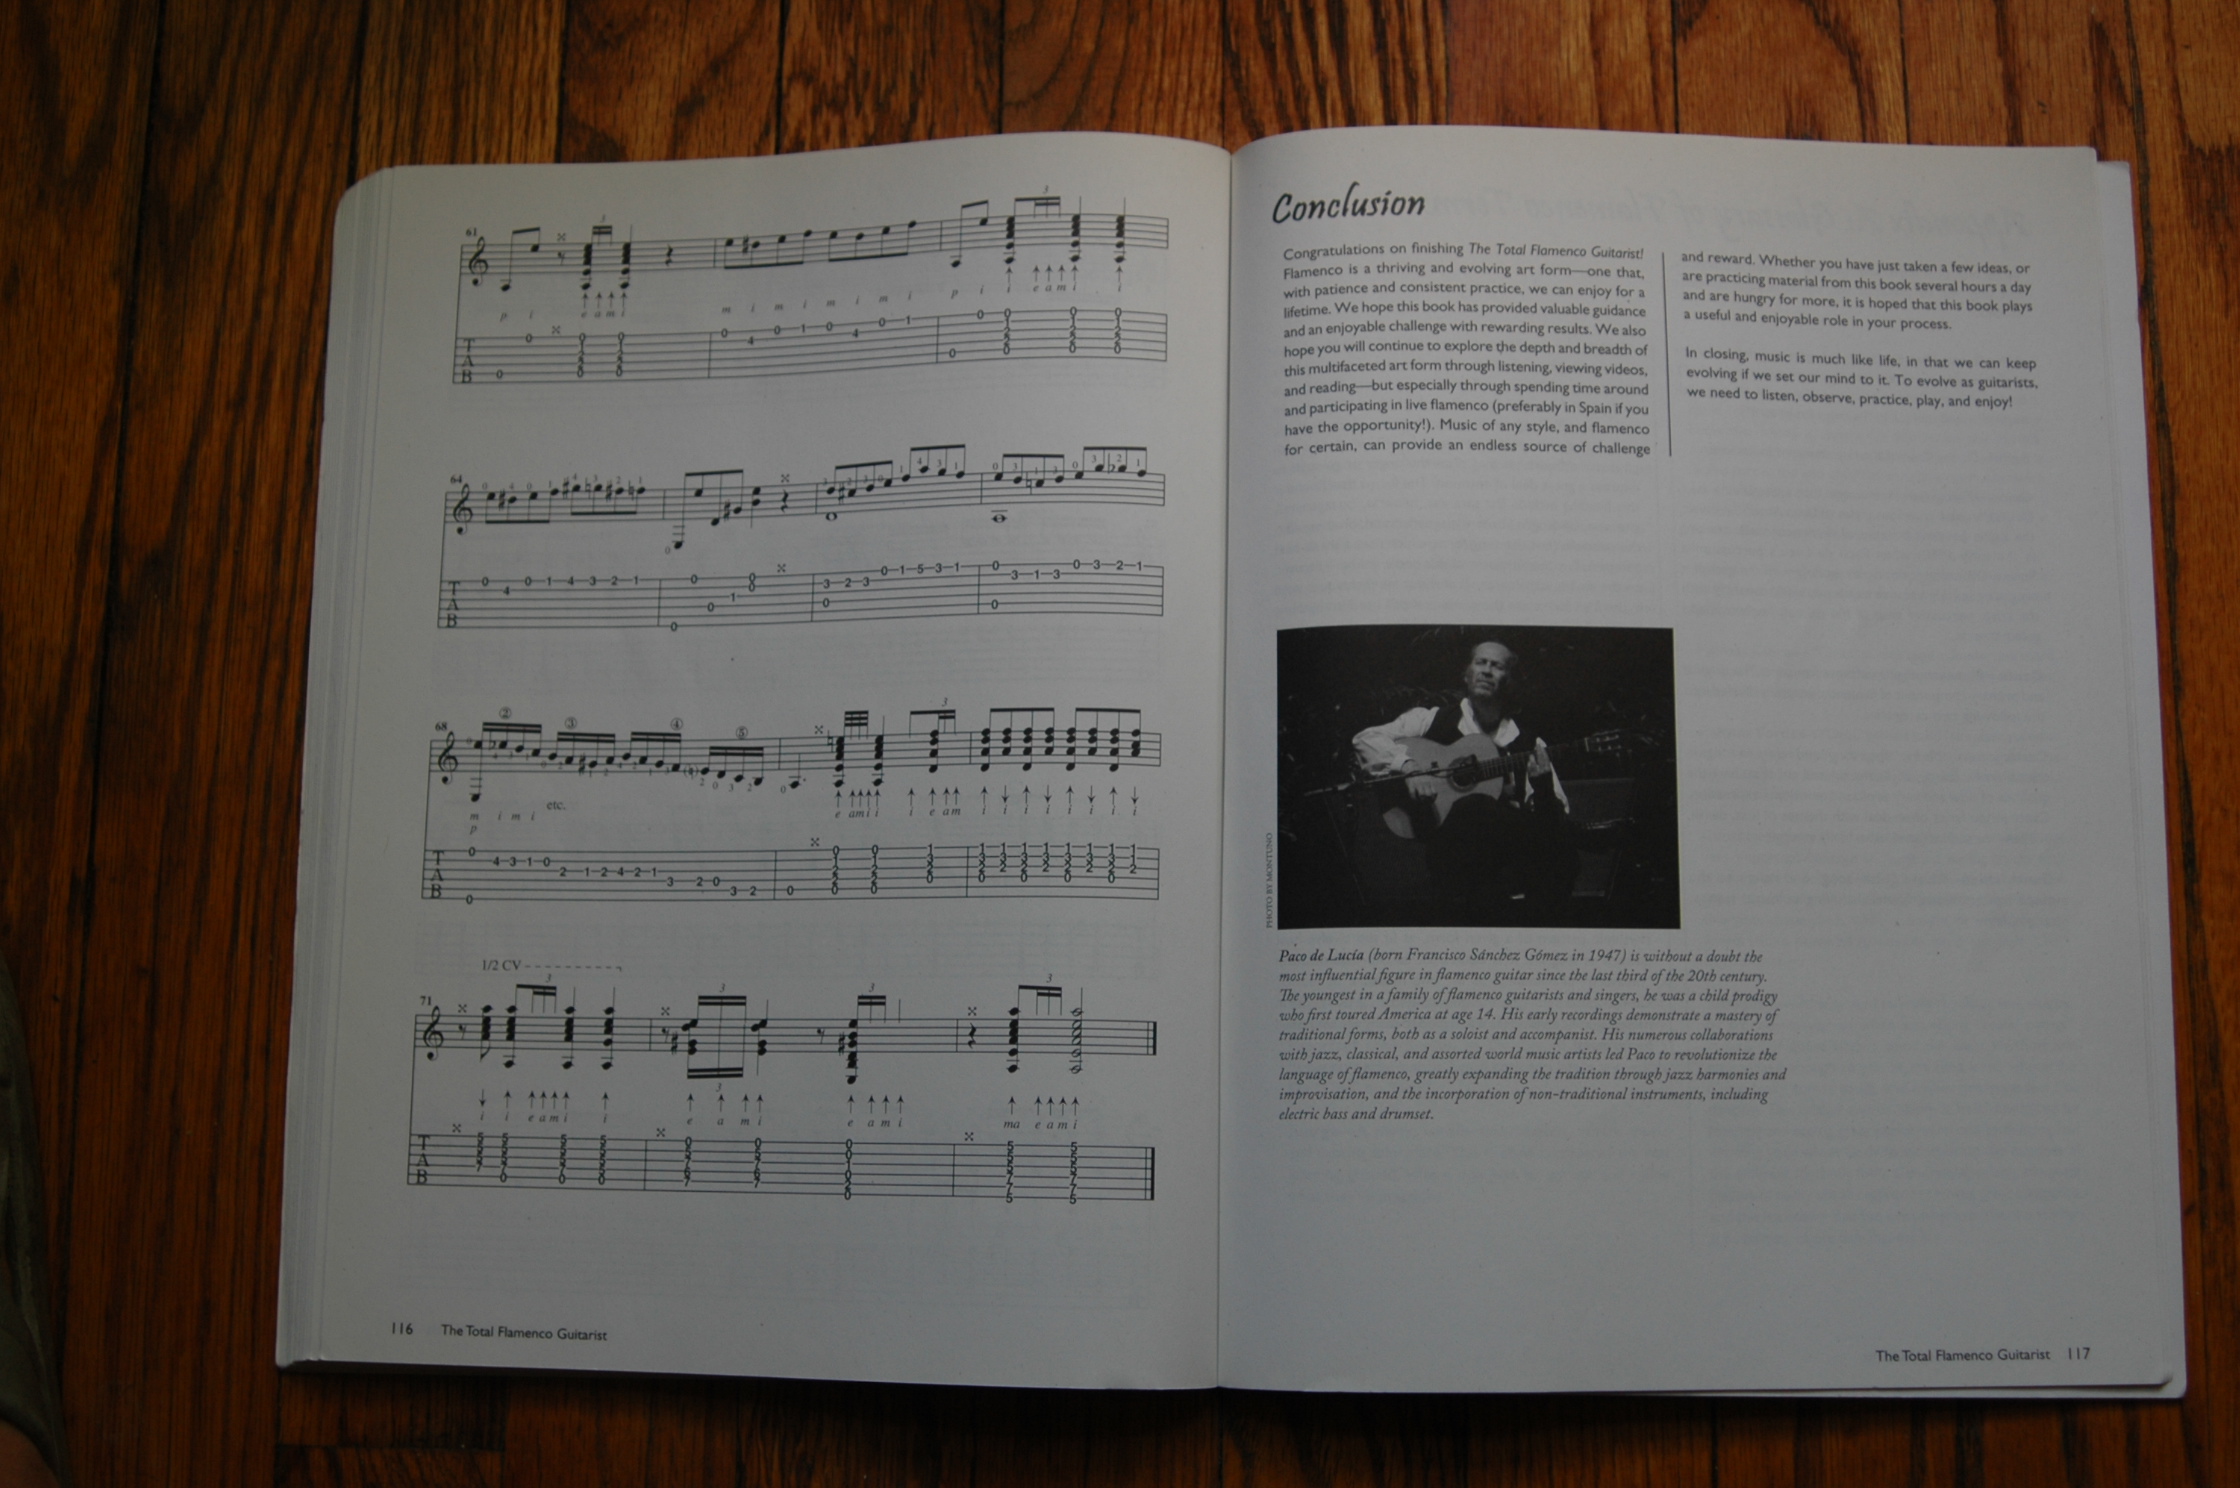 61
T
A
B
64
T
A
B
68
m i m i etc.
p
T
A
B
1/2 CV
71
T
A
B
116 The Total Flamenco Guitarist
Conclusion
Congratulations on finishing The Total Flamenco Guitarist!
Flamenco is a thriving and evolving art form—one that,
with patience and consistent practice, we can enjoy for a
lifetime. We hope this book has provided valuable guidance
and an enjoyable challenge with rewarding results. We also
hope you will continue to explore the depth and breadth of
this multifaceted art form through listening, viewing videos,
and reading—but especially through spending time around
and participating in live flamenco (preferably in Spain if you
have the opportunity!). Music of any style, and flamenco
for certain, can provide an endless source of challenge
and reward. Whether you have just taken a few ideas, or
are practicing material from this book several hours a day
and are hungry for more, it is hoped that this book plays
a useful and enjoyable role in your process.
In closing, music is much like life, in that we can keep
evolving if we set our mind to it. To evolve as guitarists,
we need to listen, observe, practice, play, and enjoy!
PHOTO BY MONTUNO
Paco de Lucía (born Francisco Sánchez Gómez in 1947) is without a doubt the
most influential figure in flamenco guitar since the last third of the 20th century.
The youngest in a family of flamenco guitarists and singers, he was a child prodigy
who first toured America at age 14. His early recordings demonstrate a mastery of
traditional forms, both as a soloist and accompanist. His numerous collaborations
with jazz, classical, and assorted world music artists led Paco to revolutionize the
language of flamenco, greatly expanding the tradition through jazz harmonies and
improvisation, and the incorporation of non-traditional instruments, including
electric bass and drumset.
The Total Flamenco Guitarist 117